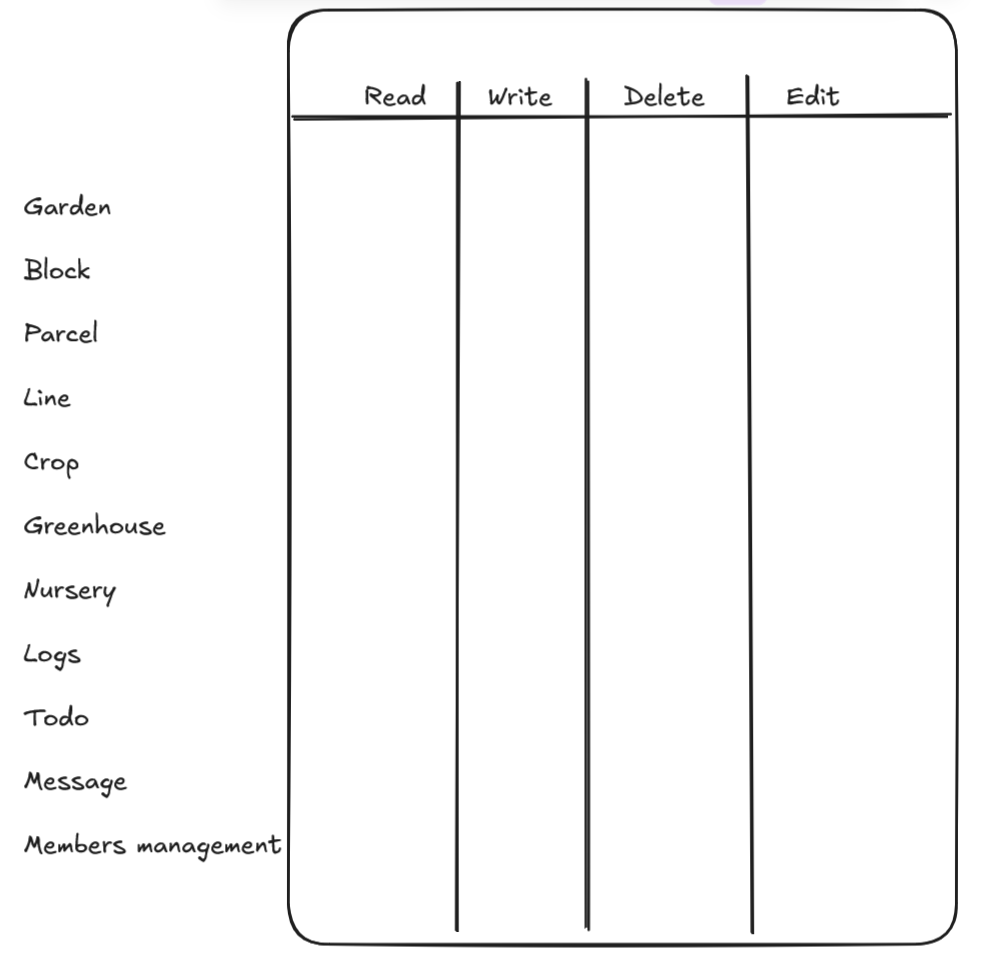 Read Write Delete Edit
Garden
Block
Parcel
Line
Crop
Greenhouse
Nursery
Logs
Todo
Message
Members management